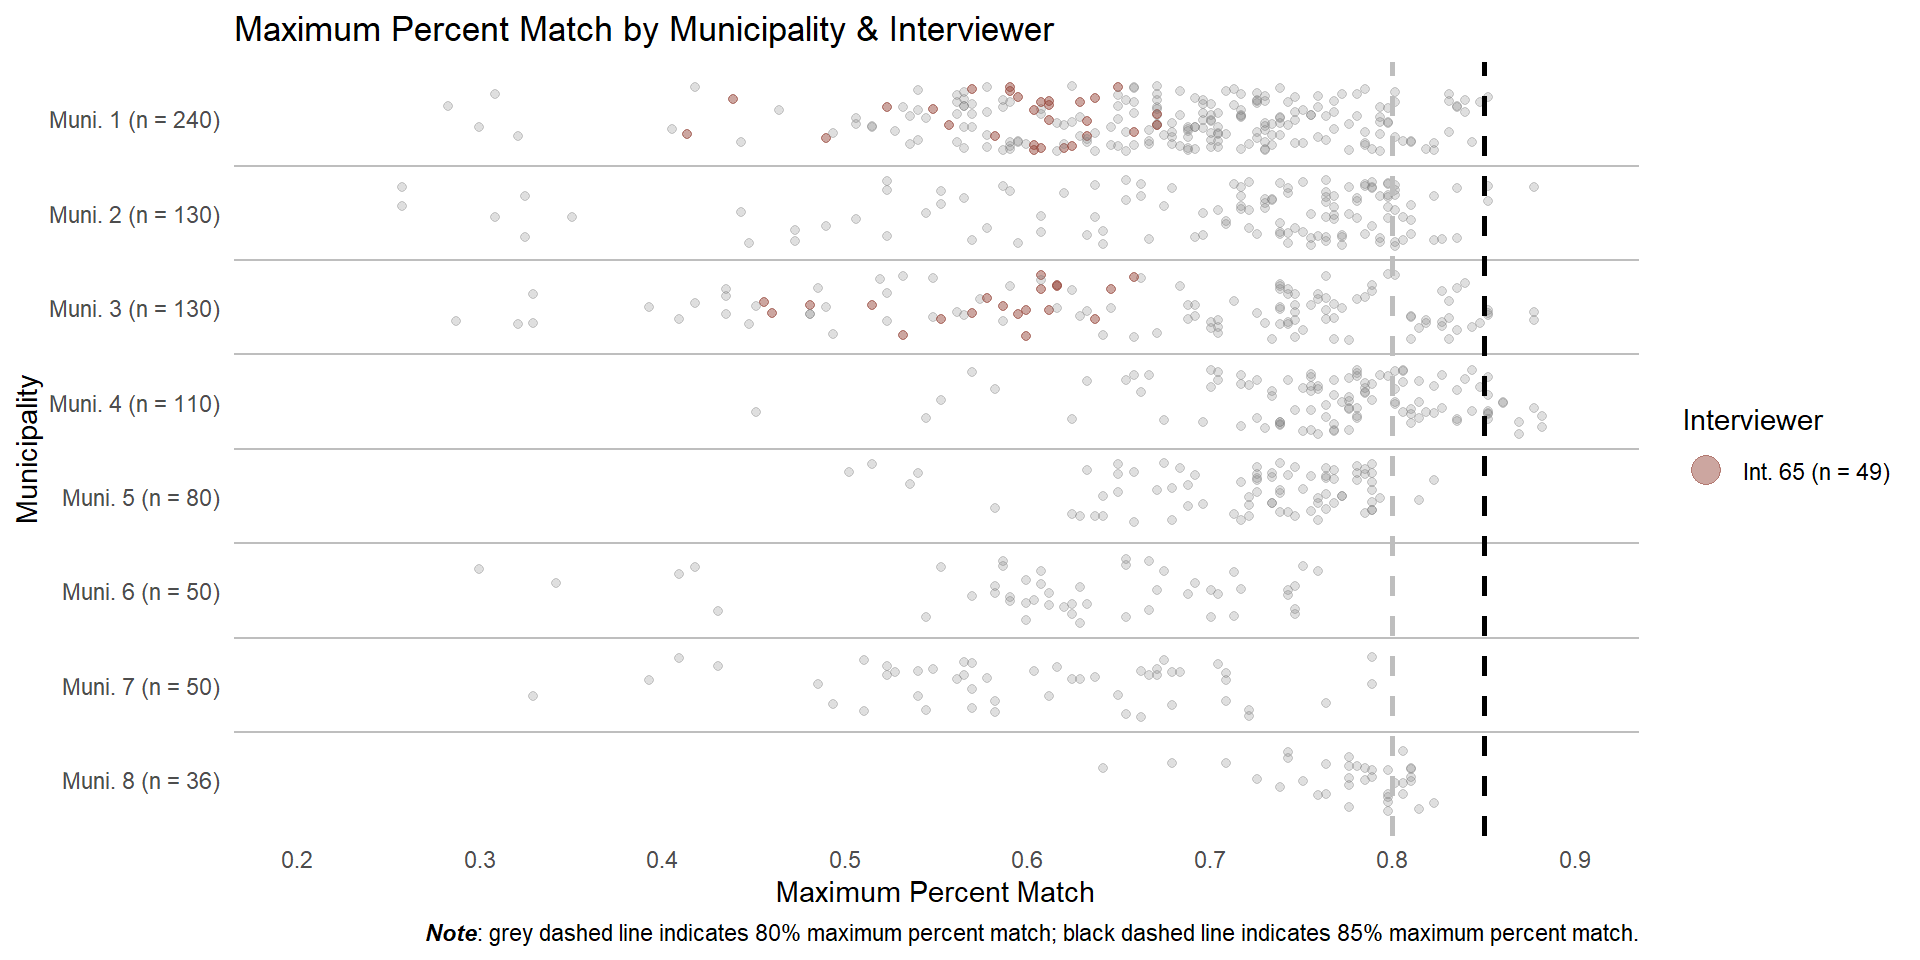 Maximum Percent Match by Municipality & Interviewer
Municipality
Muni. 1 (n = 240)
Muni. 2 (n = 130)
Muni. 3 (n = 130)
Muni. 4 (n = 110)
Muni. 5 (n = 80)
Muni. 6 (n = 50)
Muni. 7 (n = 50)
Muni. 8 (n = 36)
0.2 0.3 0.4 0.5 0.6 0.7 0.8 0.9
Maximum Percent Match
Note: grey dashed line indicates 80% maximum percent match; black dashed line indicates 85% maximum percent match.
Interviewer
Int. 65 (n = 49)